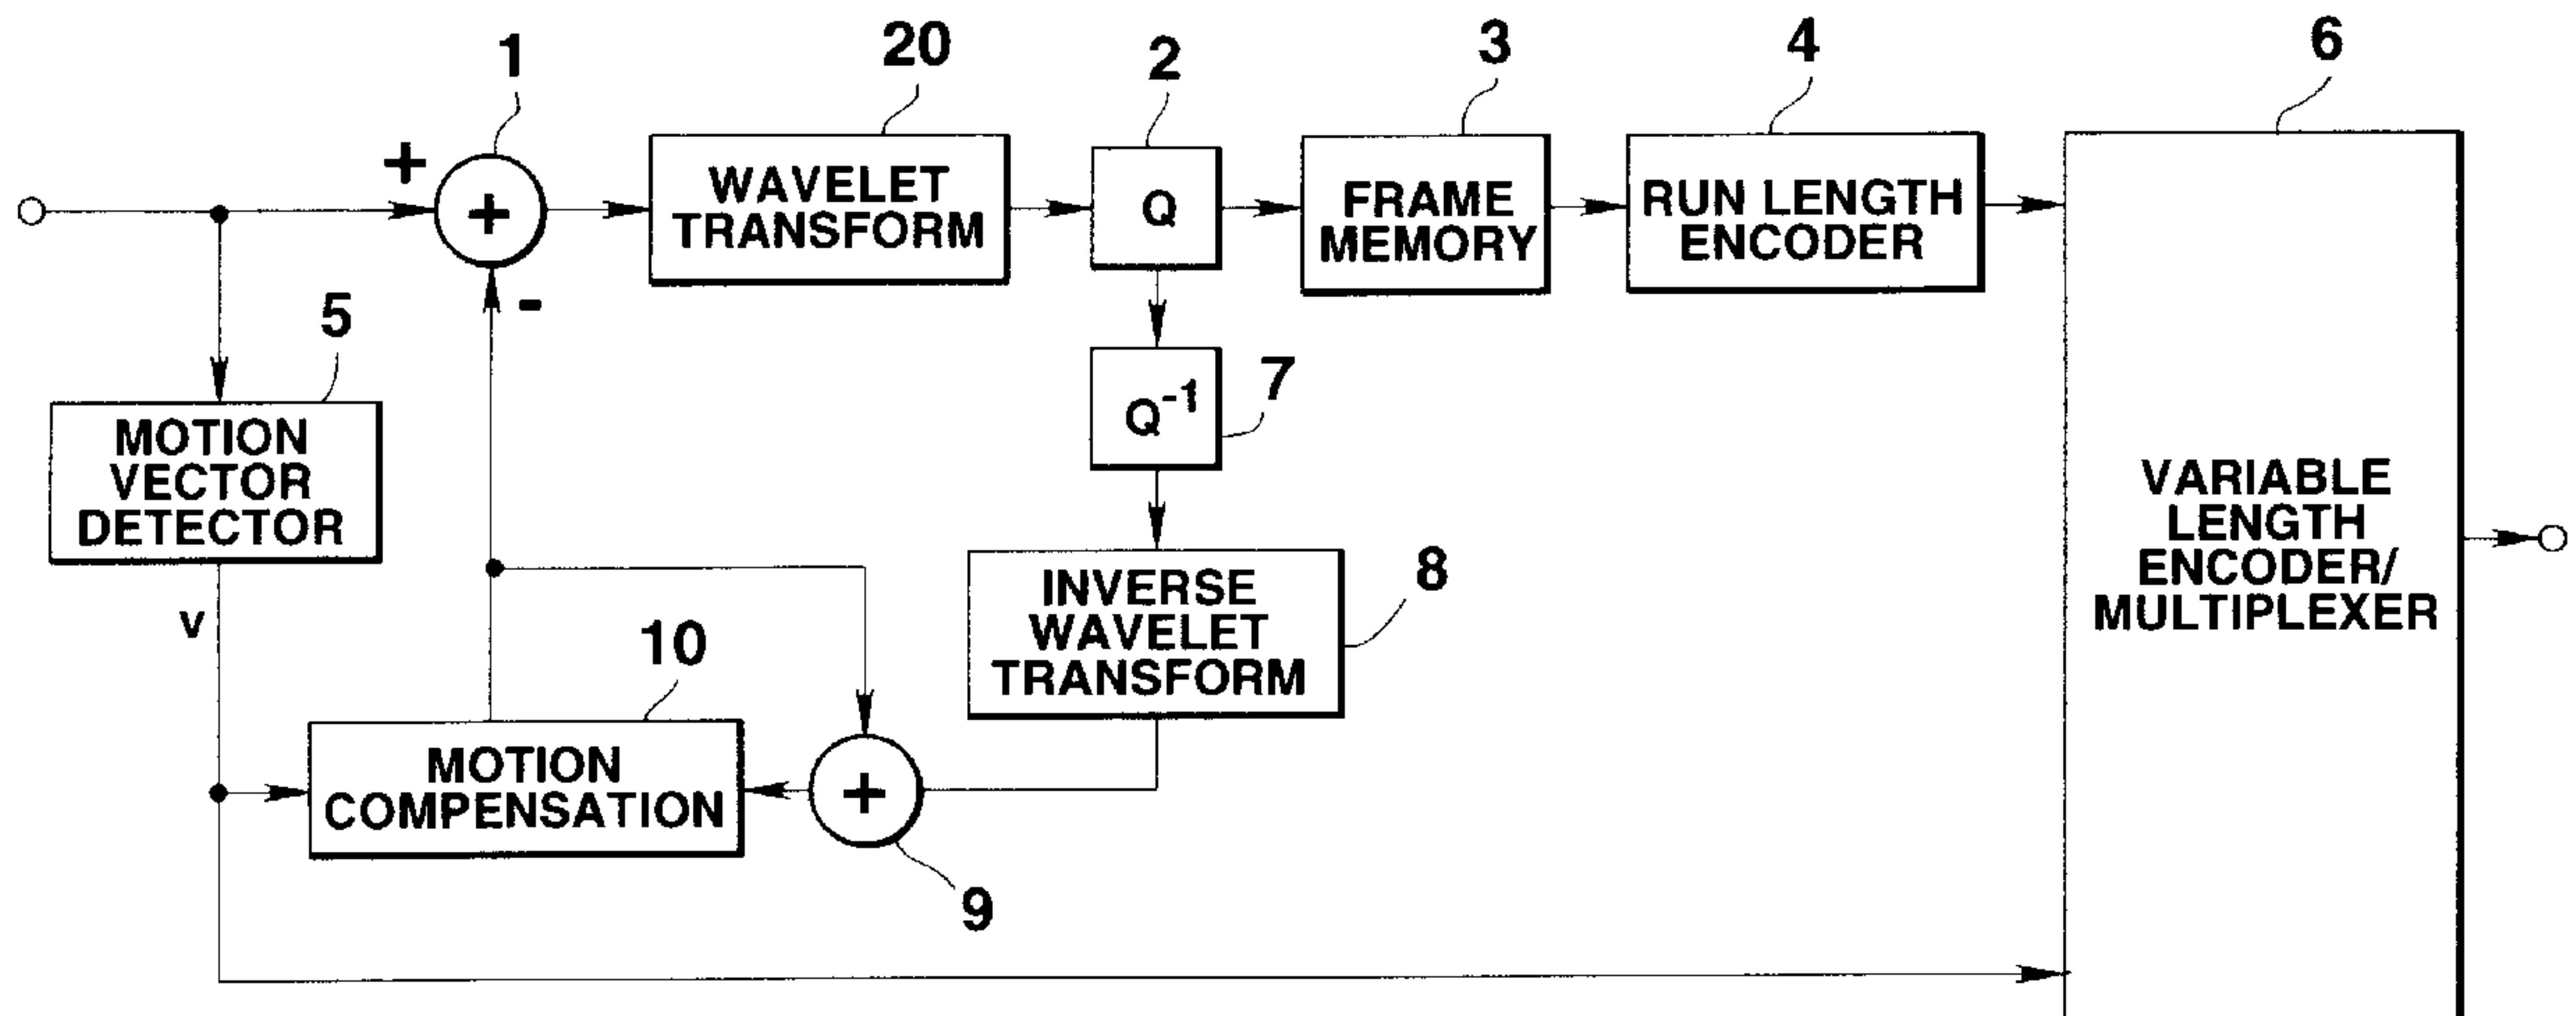 1
20
2
3
4
6
+
+
WAVELET
TRANSFORM
Q
FRAME
MEMORY
RUN LENGTH
ENCODER
-
5
MOTION
VECTOR
DETECTOR
Q-1
7
VARIABLE
LENGTH
ENCODER/
MULTIPLEXER
INVERSE
WAVELET
TRANSFORM
8
v
10
MOTION
COMPENSATION
+
9